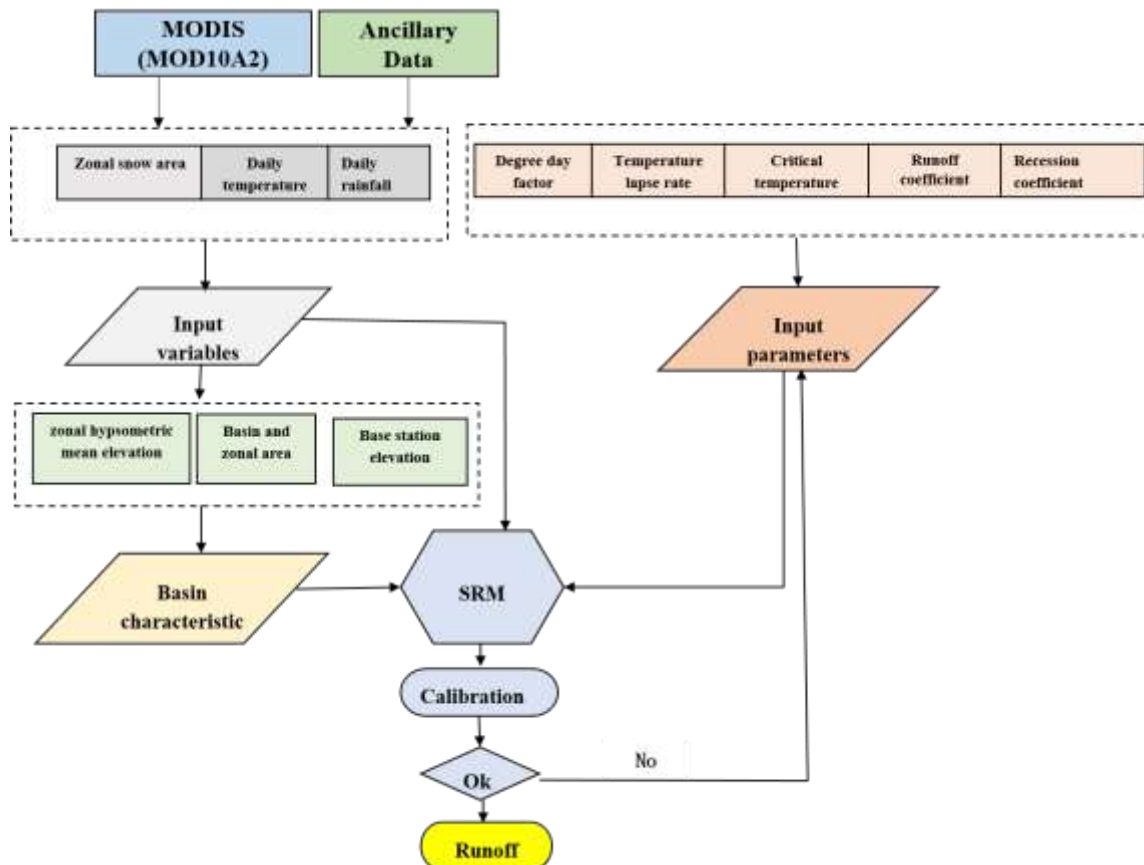 MODIS
(MOD10A2)
Ancillary
Data
Zonal snow area
Daily
temperature
Daily
rainfall
Degree day
factor
Temperature
lapse rate
Critical
temperature
Runoff
coefficient
Recession
coefficient
Input
variables
Input
parameters
zonal hypsometric
mean elevation
Basin and
zonal area
Base station
elevation
Basin
characteristic
SRM
Calibration
Ok
No
Runoff